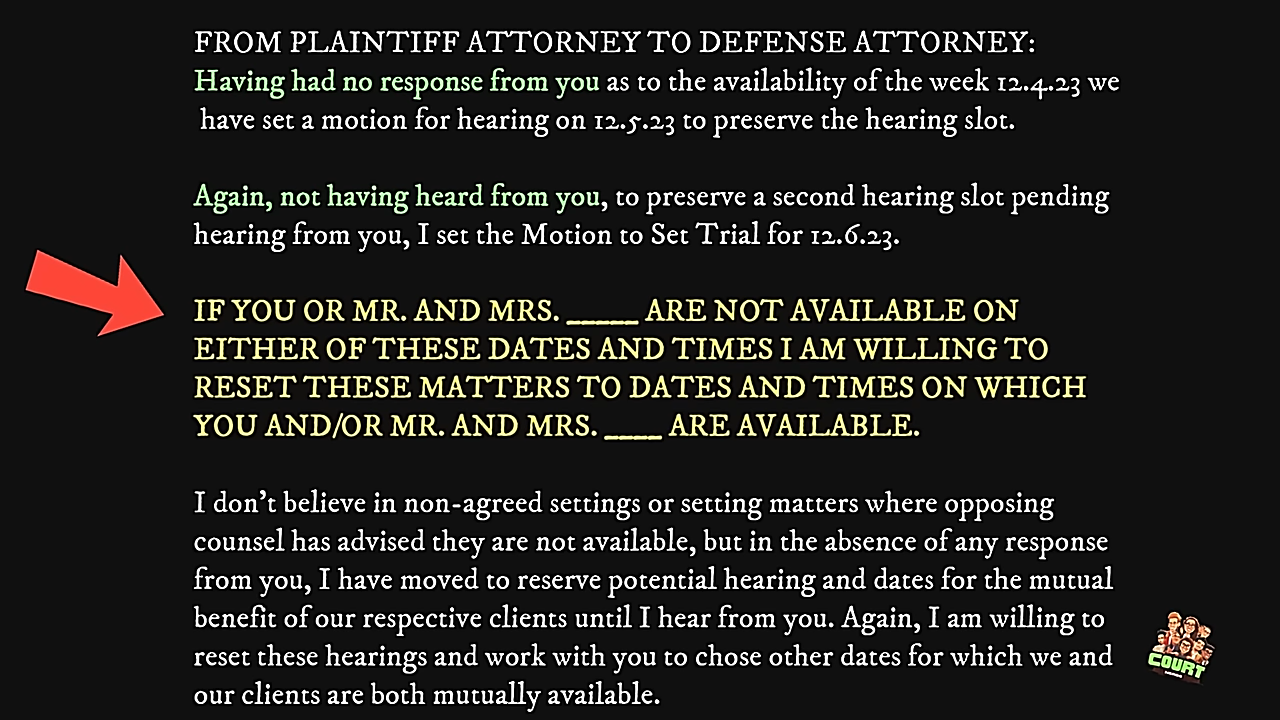 FROM PLAINTIFF ATTORNEY TO DEFENSE ATTORNEY:
Having had no response from you as to the availability of the week 12.4.23 we
have set a motion for hearing on 12.5.23 to preserve the hearing slot.
Again, not having heard from you, to preserve a second hearing slot pending
hearing from you, I set the Motion to Set Trial for 12.6.23.
IF YOU OR MR. AND MRS. _____ ARE NOT AVAILABLE ON
EITHER OF THESE DATES AND TIMES I AM WILLING TO
RESET THESE MATTERS TO DATES AND TIMES ON WHICH
YOU AND/OR MR. AND MRS. ____ ARE AVAILABLE.
I don't believe in non-agreed settings or setting matters where opposing
counsel has advised they are not available, but in the absence of any response
from you, I have moved to reserve potential hearing and dates for the mutual
benefit of our respective clients until I hear from you. Again, I am willing to
reset these hearings and work with you to chose other dates for which we and
our clients are both mutually available.
COURT